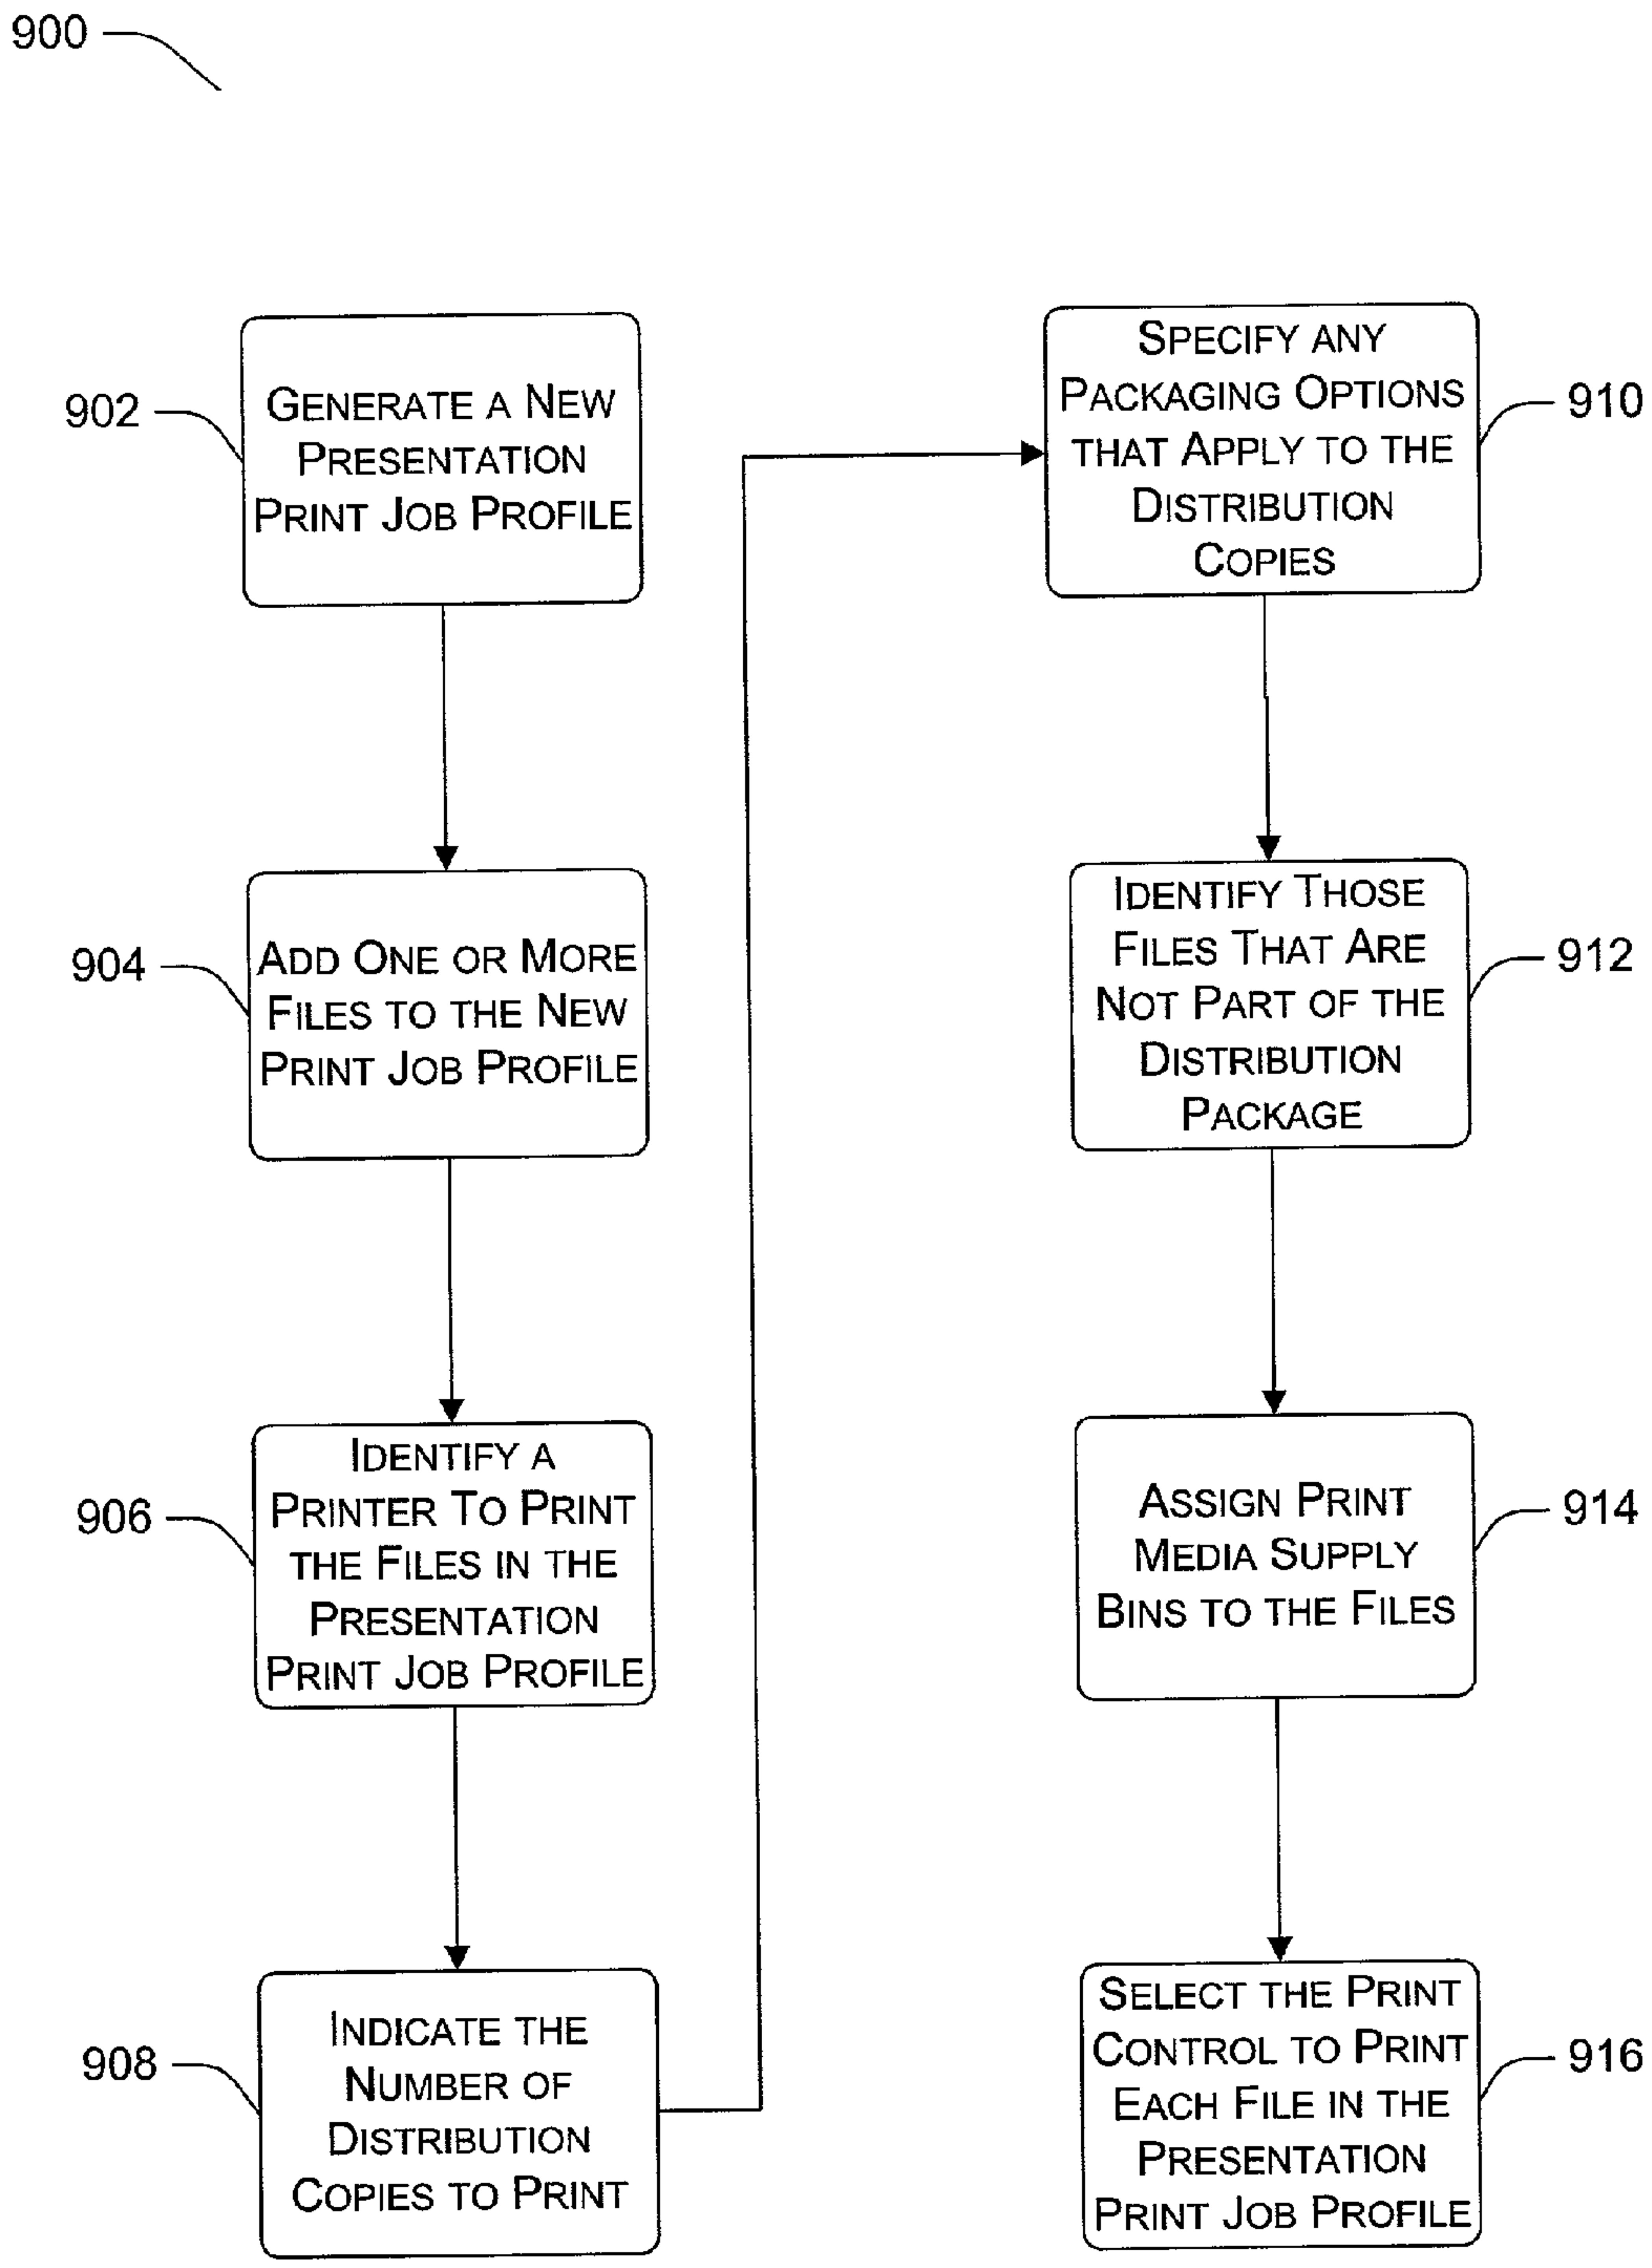 900
902
GENERATE A NEW
PRESENTATION
PRINT JOB PROFILE
904
ADD ONE OR MORE
FILES TO THE NEW
PRINT JOB PROFILE
906
IDENTIFY A
PRINTER TO PRINT
THE FILES IN THE
PRESENTATION
PRINT JOB PROFILE
908
INDICATE THE
NUMBER OF
DISTRIBUTION
COPIES TO PRINT
SPECIFY ANY
PACKAGING OPTIONS
THAT APPLY TO THE
DISTRIBUTION
COPIES
910
IDENTIFY THOSE
FILES THAT ARE
NOT PART OF THE
DISTRIBUTION
PACKAGE
912
ASSIGN PRINT
MEDIA SUPPLY
BINS TO THE FILES
914
SELECT THE PRINT
CONTROL TO PRINT
EACH FILE IN THE
PRESENTATION
PRINT JOB PROFILE
916